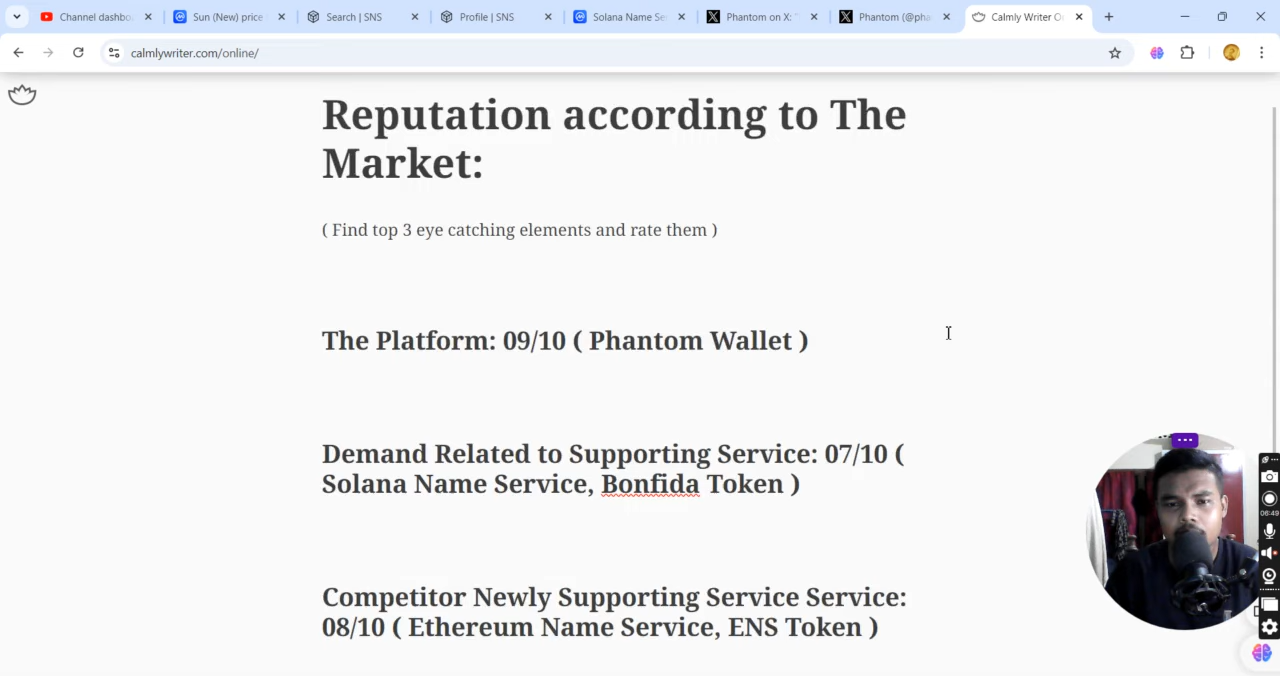 Channel dashbo
Sun (New) price
Search | SNS
Profile | SNS
Solana Name Se
Phantom on X: "
Phantom (@pha
Calmly Writer O
calmlywriter.com/online/
Reputation according to The
Market:
( Find top 3 eye catching elements and rate them )
The Platform: 09/10 ( Phantom Wallet )
Demand Related to Supporting Service: 07/10 (
Solana Name Service, Bonfida Token )
Competitor Newly Supporting Service Service:
08/10 ( Ethereum Name Service, ENS Token )
06:49